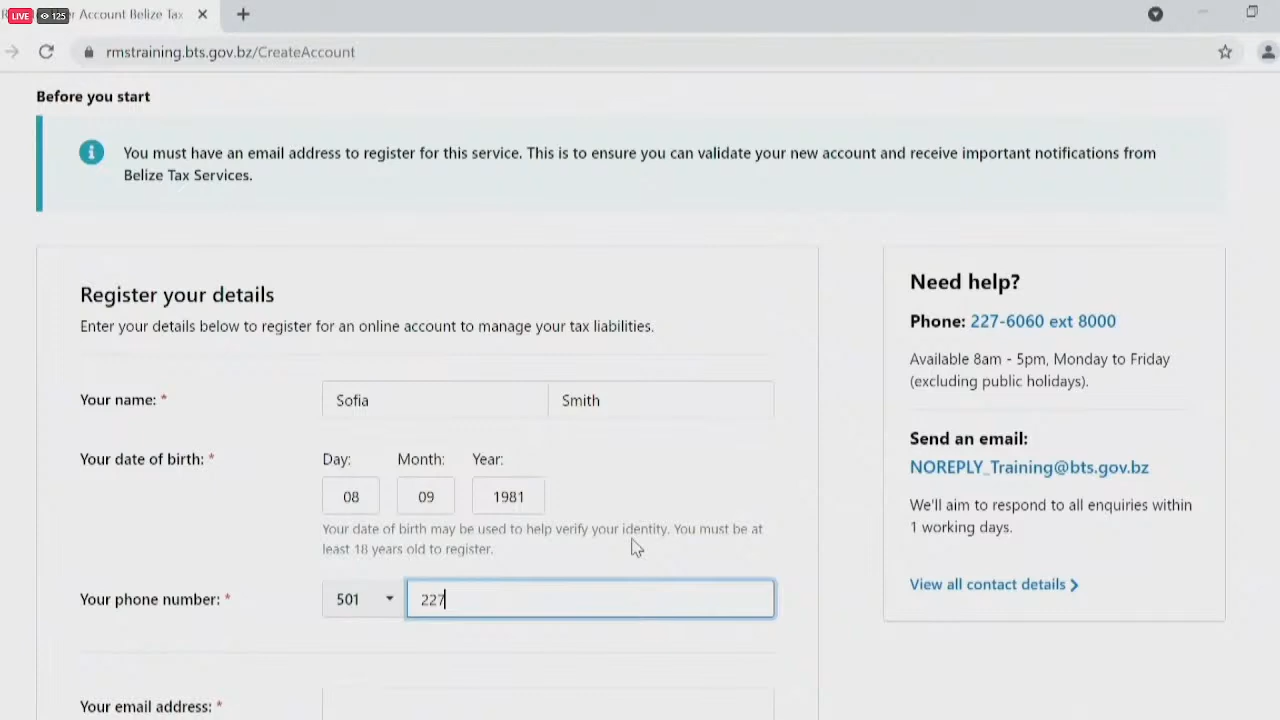 LIVE 125
r Account Belize Tax
rmstraining.bts.gov.bz/CreateAccount
Before you start
You must have an email address to register for this service. This is to ensure you can validate your new account and receive important notifications from
Belize Tax Services.
Register your details
Enter your details below to register for an online account to manage your tax liabilities.
Your name: * Sofia Smith
Your date of birth: * Day: Month: Year:
08 09 1981
Your date of birth may be used to help verify your identity. You must be at
least 18 years old to register.
Your phone number: * 501 227
Your email address: *
Need help?
Phone: 227-6060 ext 8000
Available 8am - 5pm, Monday to Friday
(excluding public holidays).
Send an email:
NOREPLY_Training@bts.gov.bz
We'll aim to respond to all enquiries within
1 working days.
View all contact details